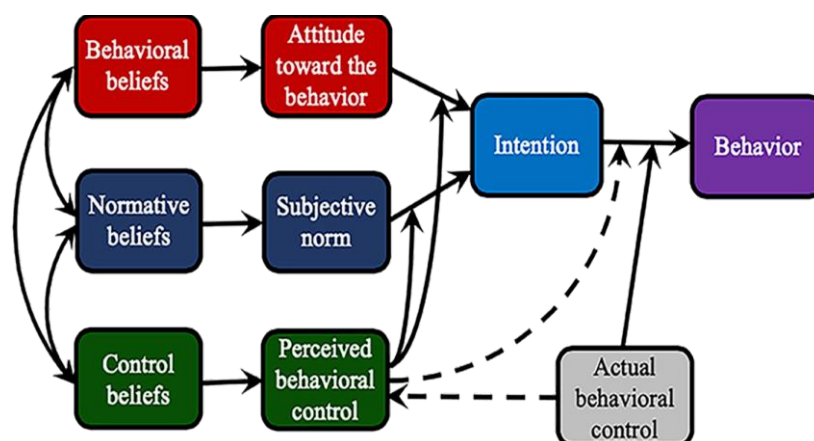 Behavioral
beliefs
Attitude
toward the
behavior
Intention
Behavior
Normative
beliefs
Subjective
norm
Control
beliefs
Perceived
behavioral
control
Actual
behavioral
control